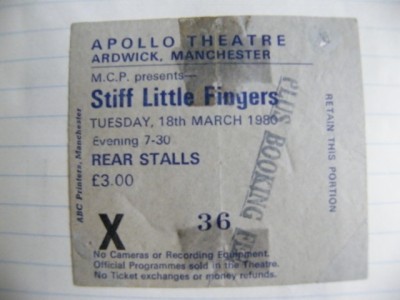 APOLLO THEATRE
ARDWICK, MANCHESTER
M.C.P. presents—
Stiff Little Fingers
TUESDAY, 18th MARCH 1980
Evening 7-30
REAR STALLS
£3.00
X 36
No Cameras or Recording Equipment.
Official Programmes sold in the Theatre.
No Ticket exchanges or money refunds.
ABC Printers, Manchester
RETAIN THIS PORTION
PLUS BOOKING